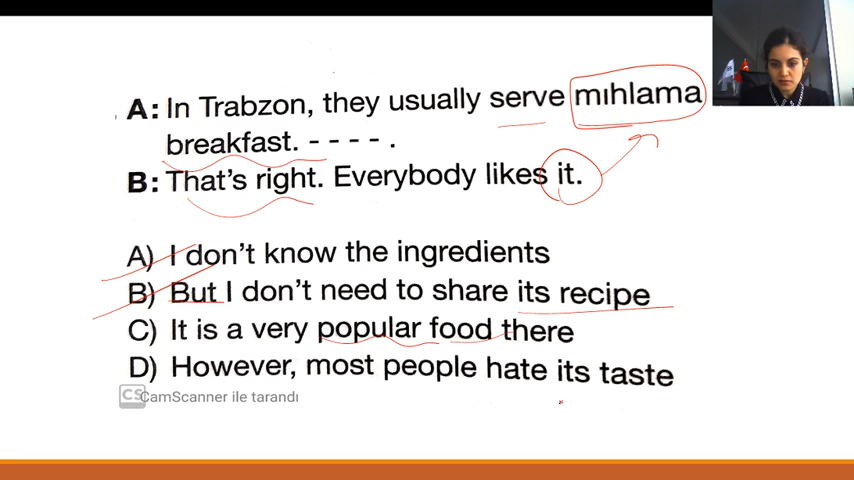 A: In Trabzon, they usually serve mıhlama
breakfast. - - - - .
B: That's right. Everybody likes it.
A) I don't know the ingredients
B) But I don't need to share its recipe
C) It is a very popular food there
D) However, most people hate its taste
CS CamScanner ile tarandı